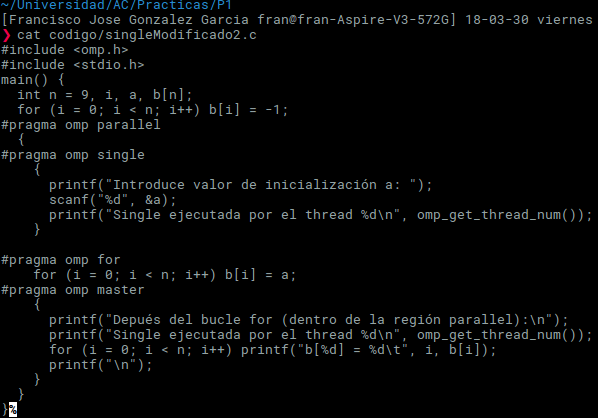 ~/Universidad/AC/Practicas/P1
[Francisco Jose Gonzalez Garcia fran@fran-Aspire-V3-572G] 18-03-30 viernes
❯ cat codigo/singleModificado2.c
#include <omp.h>
#include <stdio.h>
main() {
  int n = 9, i, a, b[n];
  for (i = 0; i < n; i++) b[i] = -1;
#pragma omp parallel
  {
#pragma omp single
    {
      printf("Introduce valor de inicialización a: ");
      scanf("%d", &a);
      printf("Single ejecutada por el thread %d\n", omp_get_thread_num());
    }

#pragma omp for
    for (i = 0; i < n; i++) b[i] = a;
#pragma omp master
    {
      printf("Depués del bucle for (dentro de la región parallel):\n");
      printf("Single ejecutada por el thread %d\n", omp_get_thread_num());
      for (i = 0; i < n; i++) printf("b[%d] = %d\t", i, b[i]);
      printf("\n");
    }
  }
}%